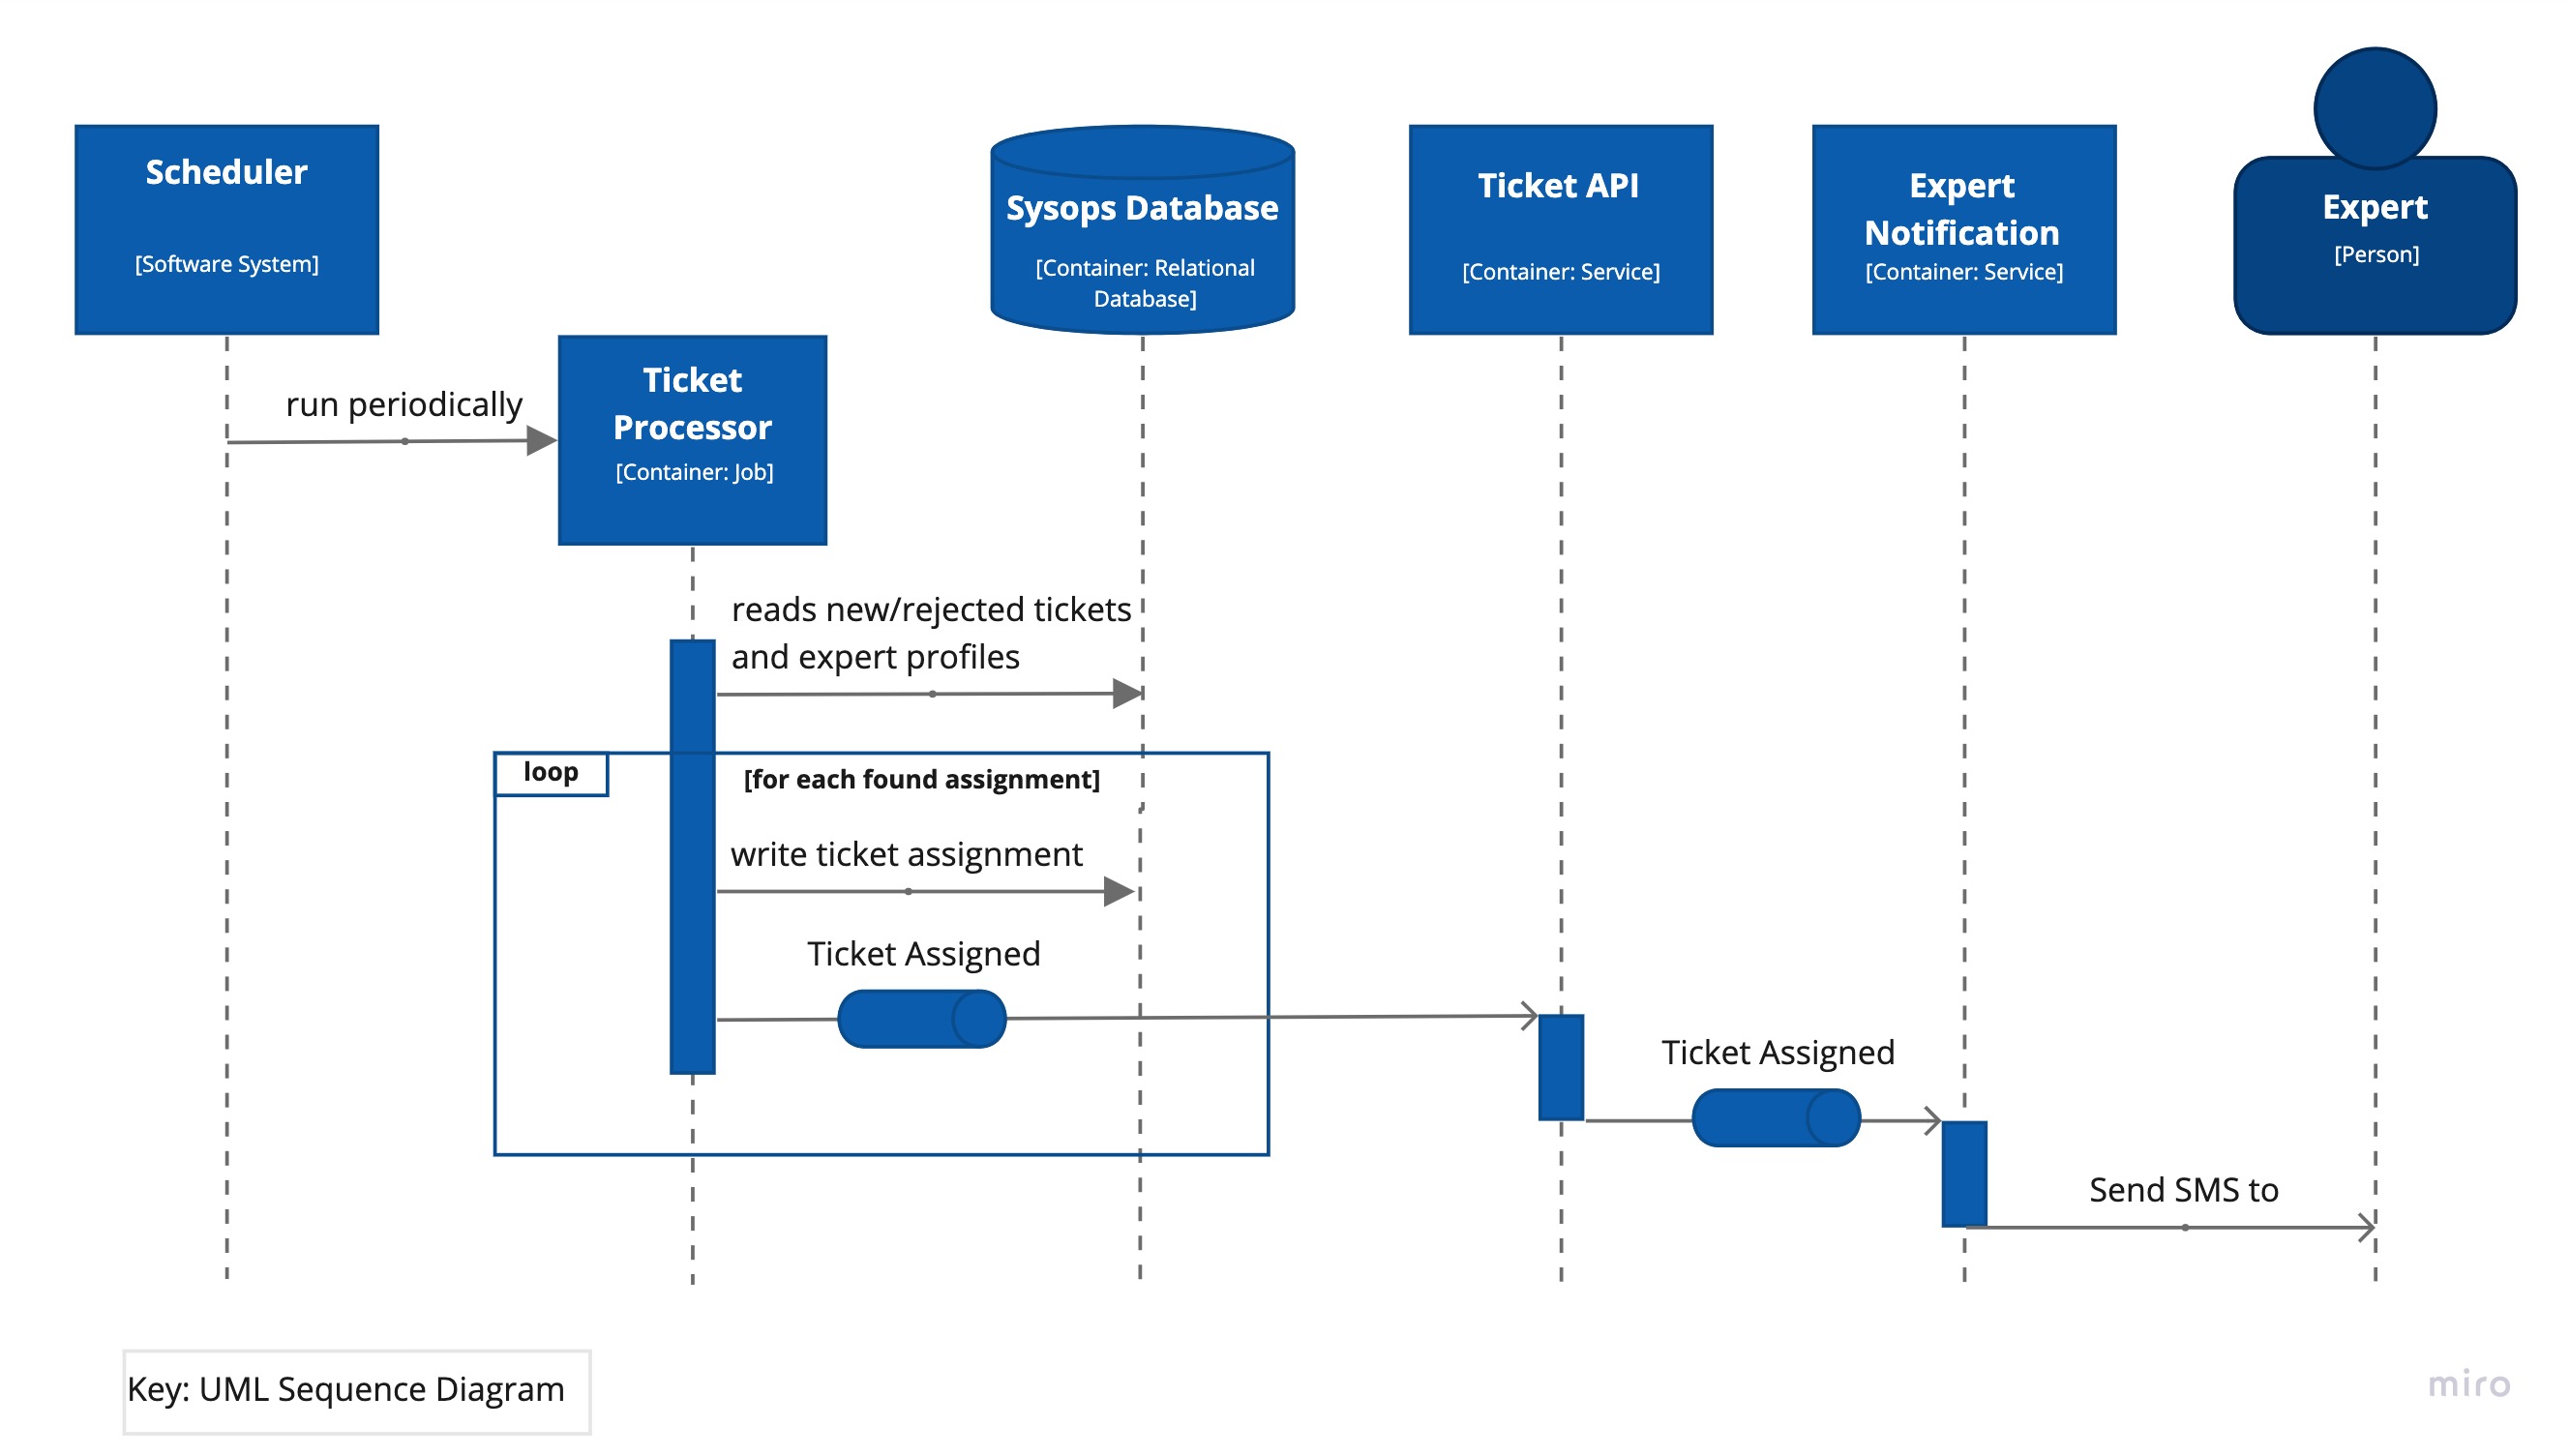 Scheduler
[Software System]
Sysops Database
[Container: Relational
Database]
Ticket API
[Container: Service]
Expert
Notification
[Container: Service]
Expert
[Person]
Ticket
Processor
[Container: Job]
run periodically
reads new/rejected tickets
and expert profiles
loop
[for each found assignment]
write ticket assignment
Ticket Assigned
Ticket Assigned
Send SMS to
Key: UML Sequence Diagram
miro